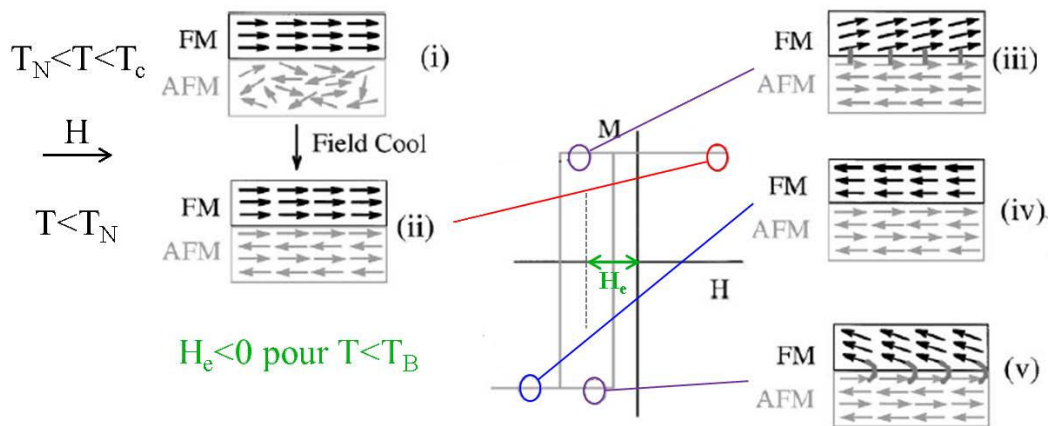 T_N<T<T_c
H
T<T_N
FM
AFM
(i)
Field Cool
FM
AFM
(ii)
H_e<0 pour T<T_B
M
H_e
H
FM
AFM
(iii)
FM
AFM
(iv)
FM
AFM
(v)